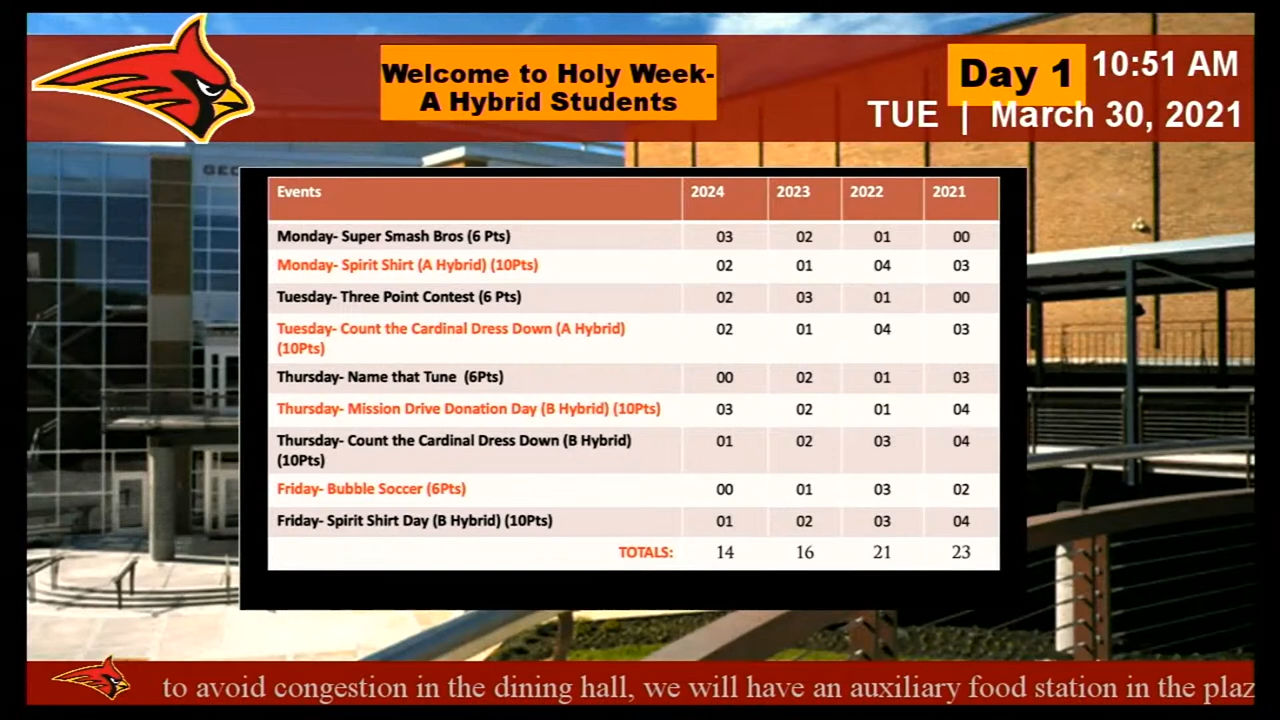 Welcome to Holy Week-
A Hybrid Students
Day 1
10:51 AM
TUE | March 30, 2021
GEO
Events 2024 2023 2022 2021
Monday- Super Smash Bros (6 Pts) 03 02 01 00
Monday- Spirit Shirt (A Hybrid) (10Pts) 02 01 04 03
Tuesday- Three Point Contest (6 Pts) 02 03 01 00
Tuesday- Count the Cardinal Dress Down (A Hybrid) 02 01 04 03
(10Pts)
Thursday- Name that Tune (6Pts) 00 02 01 03
Thursday- Mission Drive Donation Day (B Hybrid) (10Pts) 03 02 01 04
Thursday- Count the Cardinal Dress Down (B Hybrid) 01 02 03 04
(10Pts)
Friday- Bubble Soccer (6Pts) 00 01 03 02
Friday- Spirit Shirt Day (B Hybrid) (10Pts) 01 02 03 04
TOTALS: 14 16 21 23
to avoid congestion in the dining hall, we will have an auxiliary food station in the plaz